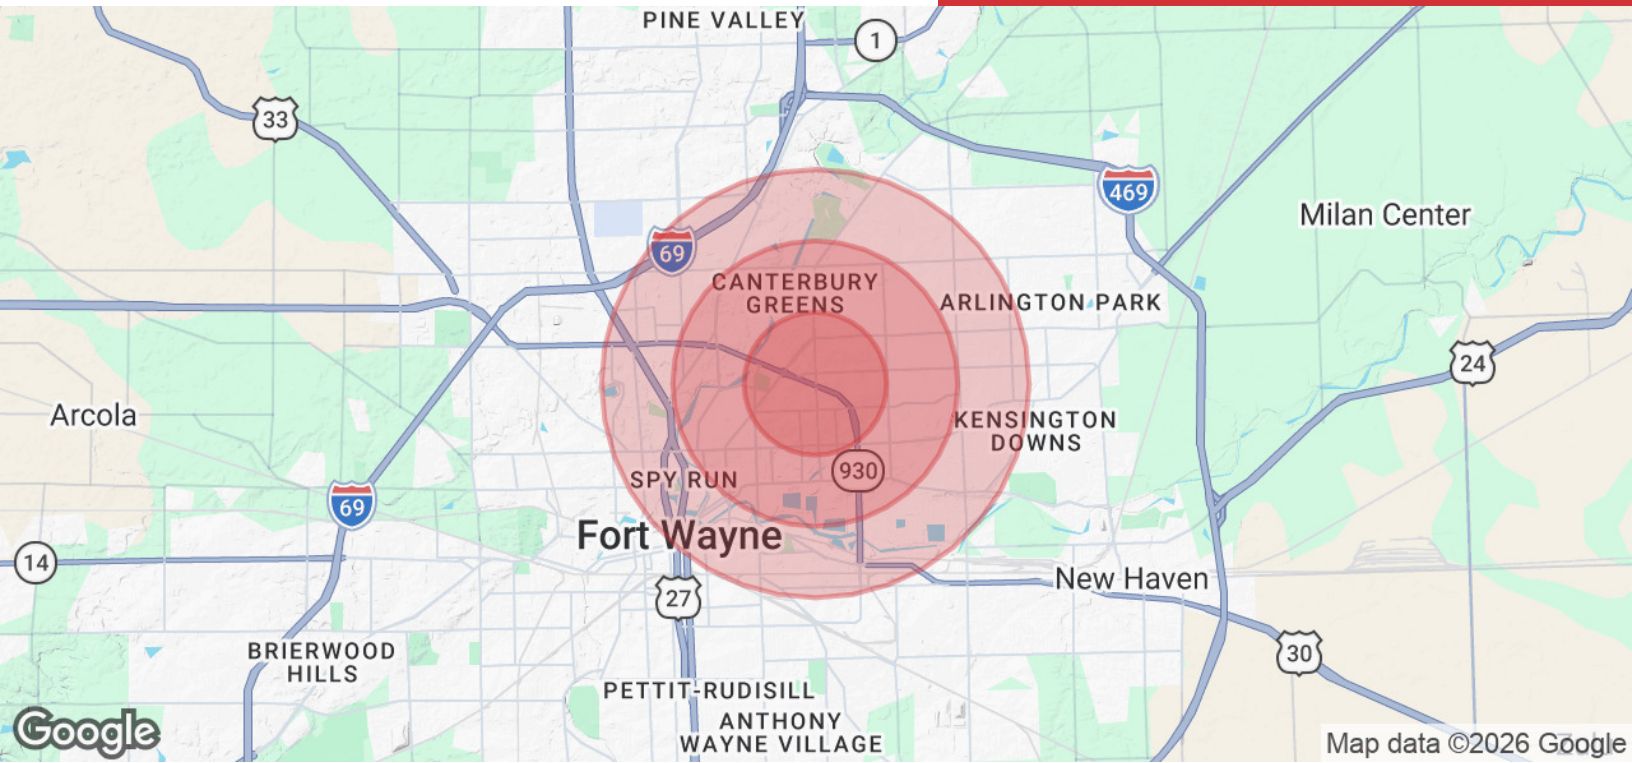 PINE VALLEY
1
33
469
Milan Center
69
CANTERBURY
GREENS
ARLINGTON PARK
24
Arcola
KENSINGTON
DOWNS
930
SPY RUN
69
Fort Wayne
14
New Haven
27
BRIERWOOD
HILLS
30
PETTIT-RUDISILL
ANTHONY
WAYNE VILLAGE
Google
Map data ©2026 Google